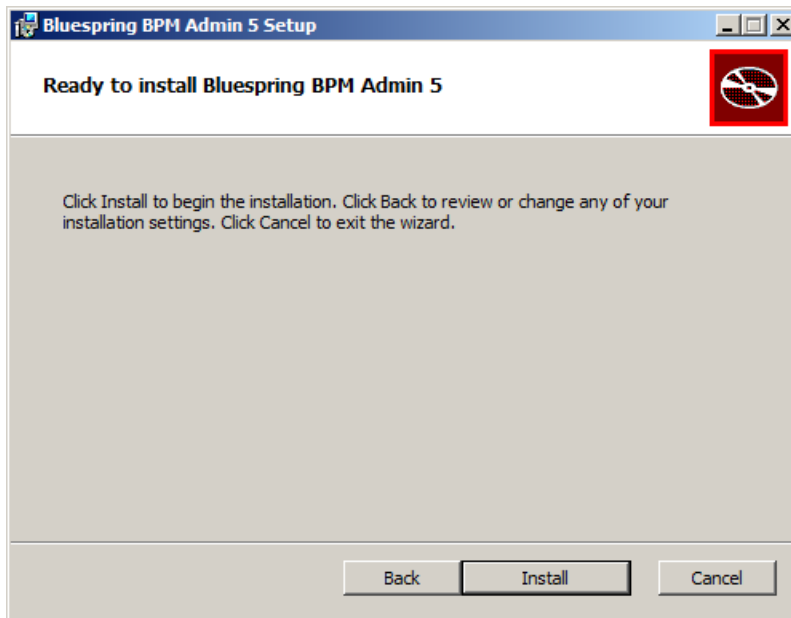 Bluespring BPM Admin 5 Setup
Ready to install Bluespring BPM Admin 5
Click Install to begin the installation. Click Back to review or change any of your
installation settings. Click Cancel to exit the wizard.
Back Install Cancel